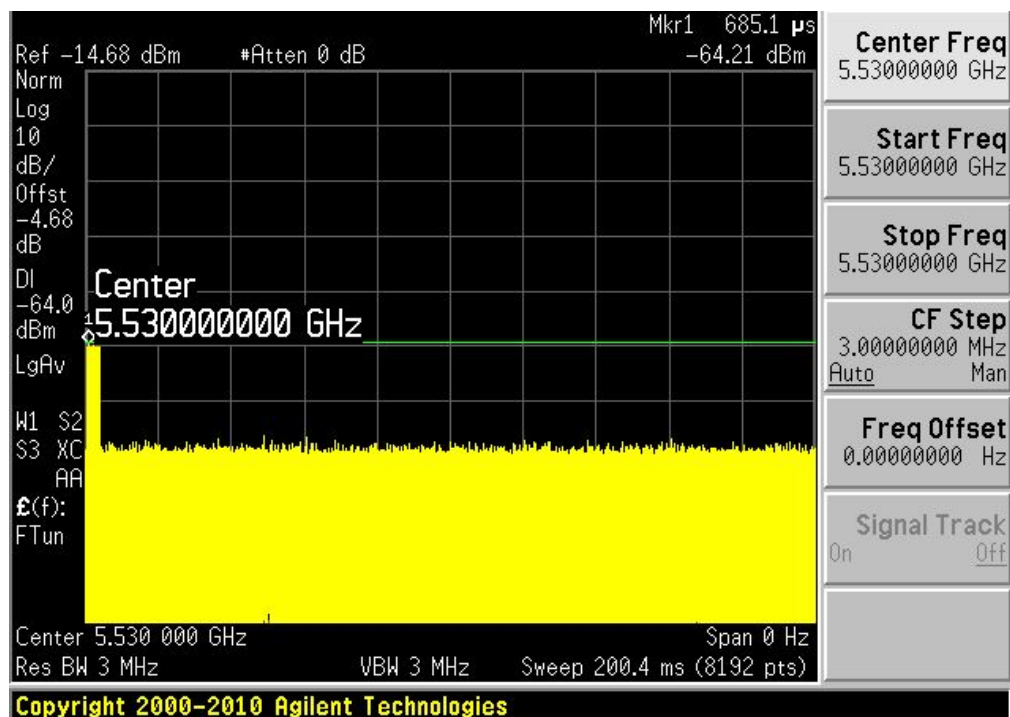 Mkr1 685.1 µs
Ref −14.68 dBm #Atten 0 dB −64.21 dBm
Norm
Log
10
dB/
Offst
−4.68
dB
DI
−64.0
dBm
LgAv
W1 S2
S3 XC
AA
£(f):
FTun
Center
5.530000000 GHz
1
Center 5.530 000 GHz Span 0 Hz
Res BW 3 MHz VBW 3 MHz Sweep 200.4 ms (8192 pts)
Copyright 2000-2010 Agilent Technologies
Center Freq
5.53000000 GHz
Start Freq
5.53000000 GHz
Stop Freq
5.53000000 GHz
CF Step
3.00000000 MHz
Auto Man
Freq Offset
0.00000000 Hz
Signal Track
On Off